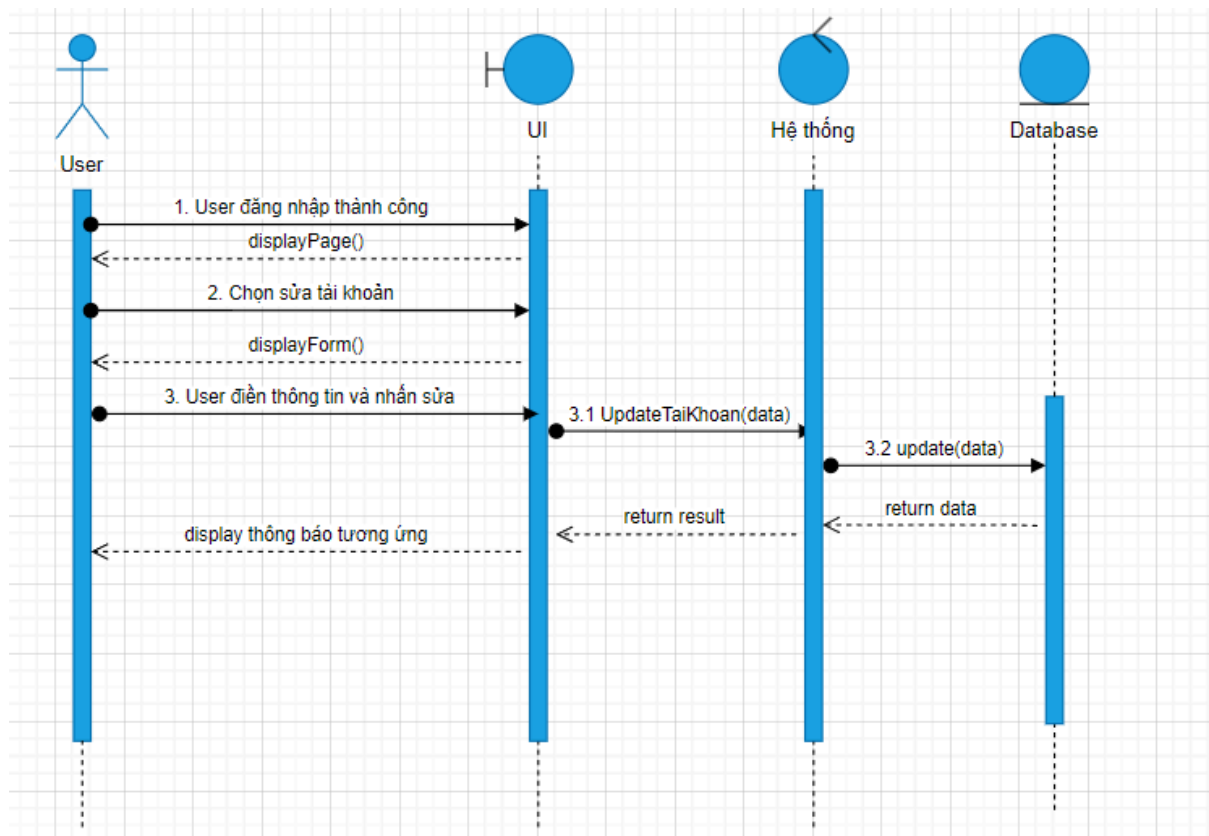 User
UI
Hệ thống
Database
1. User đăng nhập thành công
displayPage()
2. Chọn sửa tài khoản
displayForm()
3. User điền thông tin và nhấn sửa
3.1 UpdateTaiKhoan(data)
3.2 update(data)
return data
return result
display thông báo tương ứng